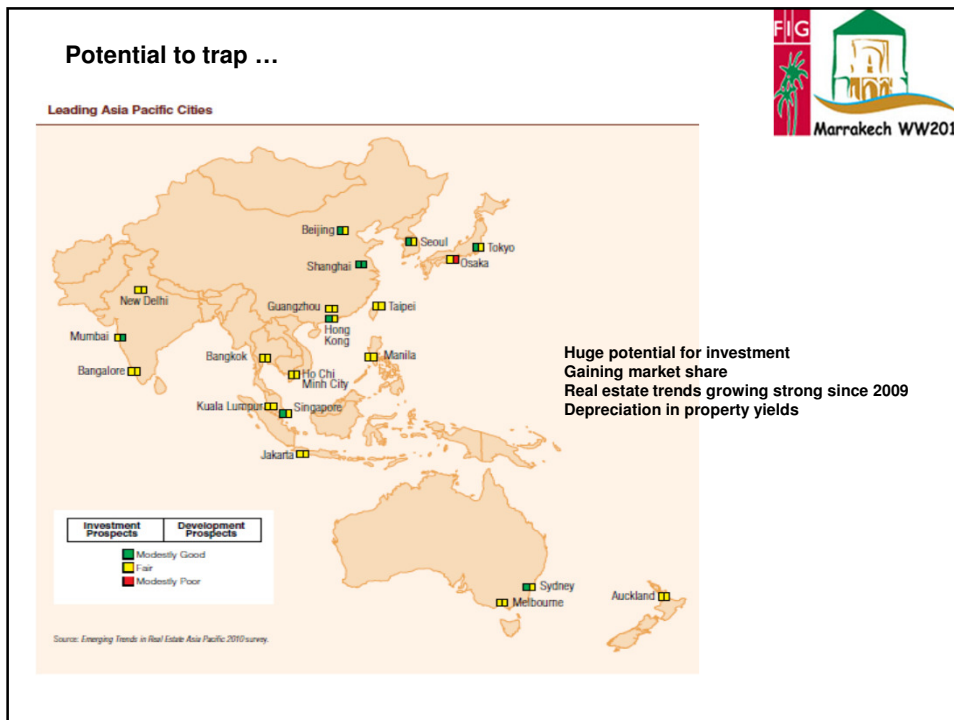 Potential to trap …
FIG
Marrakech WW201
Leading Asia Pacific Cities
Beijing
Seoul
Tokyo
Shanghai
Osaka
New Delhi
Guangzhou
Taipei
Hong
Kong
Mumbai
Bangkok
Manila
Bangalore
Ho Chi
Minh City
Kuala Lumpur
Singapore
Jakarta
Huge potential for investment
Gaining market share
Real estate trends growing strong since 2009
Depreciation in property yields
Investment
Prospects
Development
Prospects
Modestly Good
Fair
Modestly Poor
Sydney
Melbourne
Auckland
Source: Emerging Trends in Real Estate Asia Pacific 2010 survey.